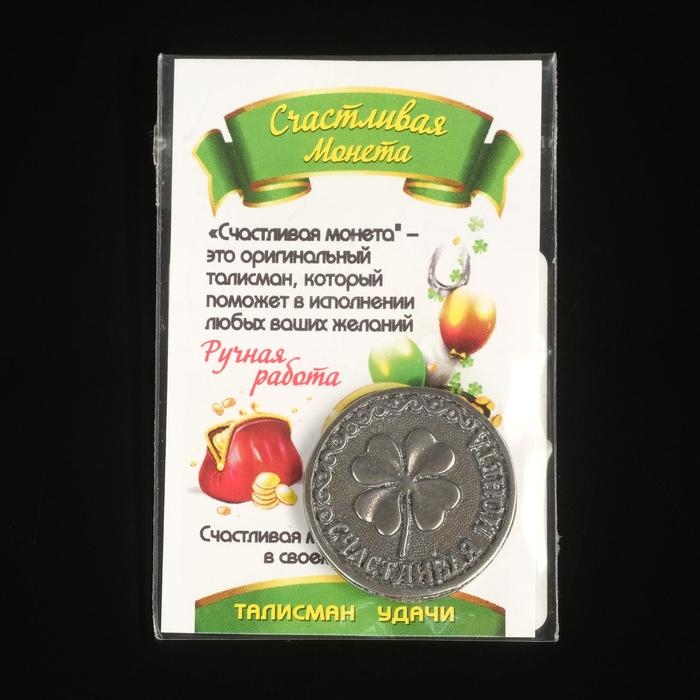 Счастливая
Монета
«Счастливая монета" –
это оригинальный
талисман, который
поможет в исполнении
любых ваших желаний
Ручная
работа
Счастливая
в
СЧАСТЛИВАЯ МОНЕТА
ТАЛИСМАН УДАЧИ